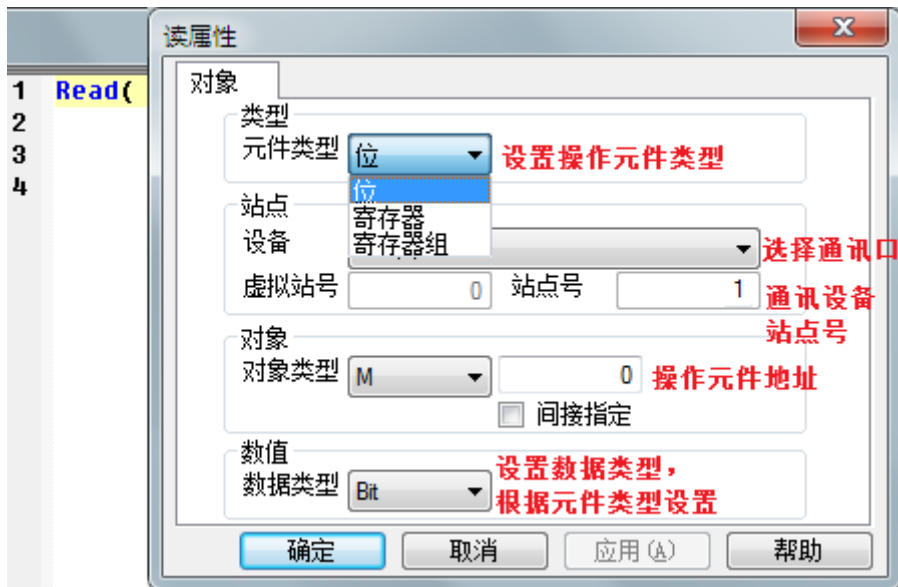 读属性
对象
1 Read(
2
3
4
类型
元件类型 位 设置操作元件类型
位
寄存器
寄存器组
站点
设备 选择通讯口
虚拟站号 0 站点号 1 通讯设备
站点号
对象
对象类型 M 0 操作元件地址
间接指定
数值
数据类型 Bit 设置数据类型，
根据元件类型设置
确定 取消 应用(A) 帮助